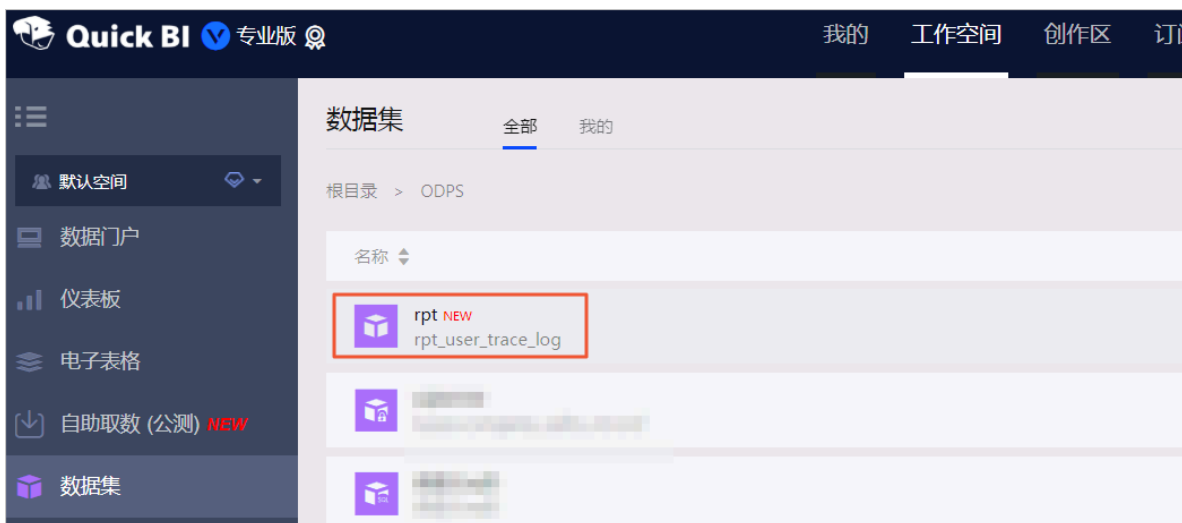 Quick BI V 专业版
我的 工作空间 创作区
数据集 全部 我的
默认空间
根目录 > ODPS
数据门户
名称
仪表板
rpt NEW
rpt_user_trace_log
电子表格
自助取数 (公测) NEW
数据集